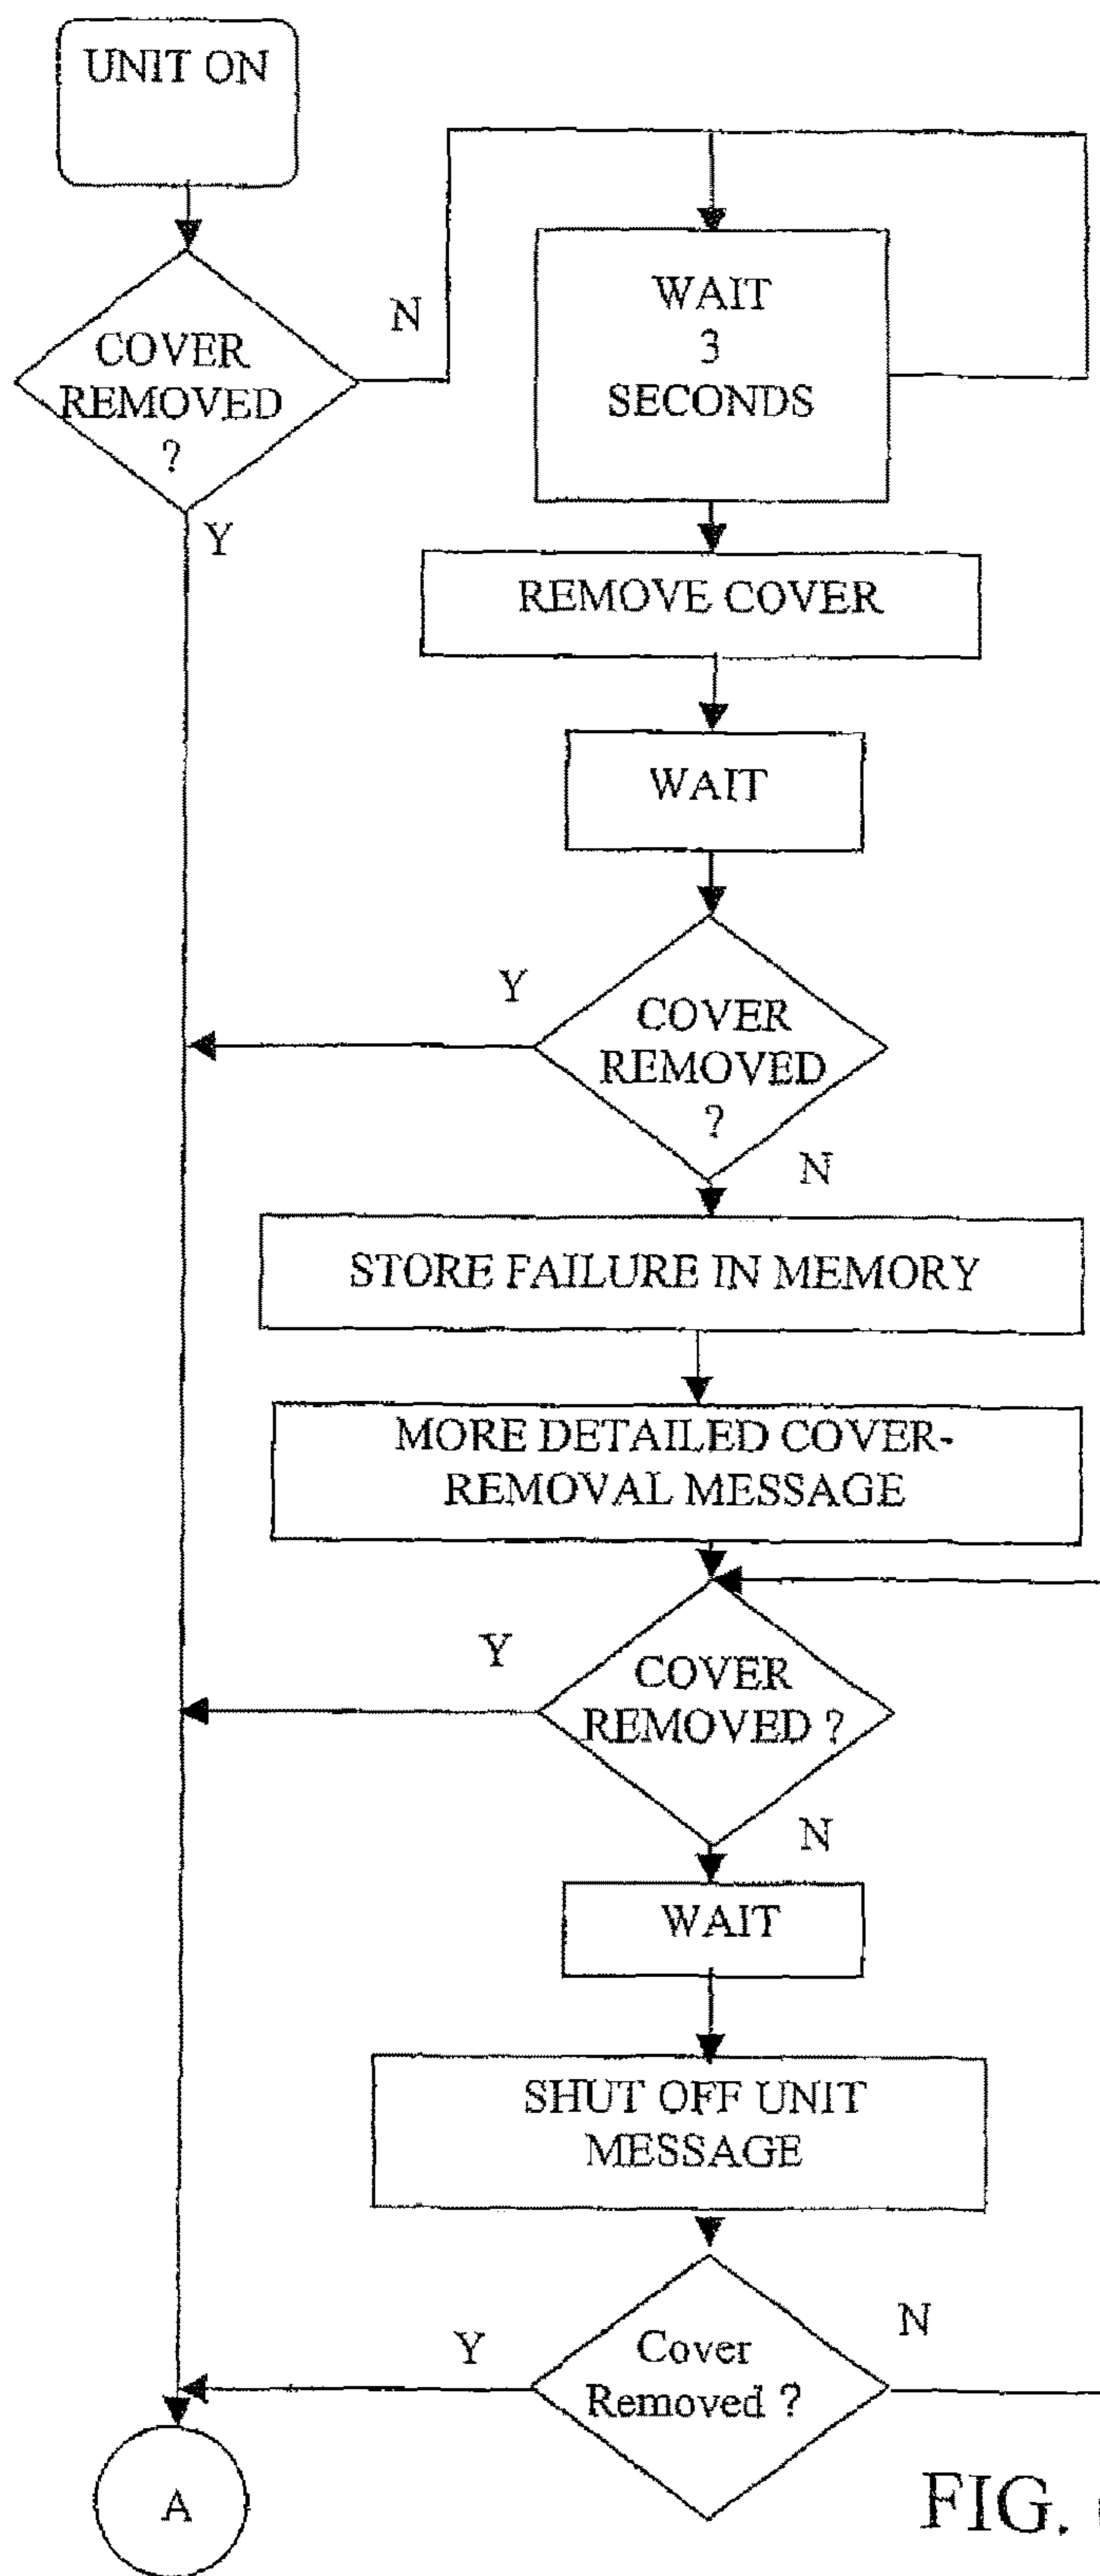 UNIT ON
COVER
REMOVED
?
N
Y
WAIT
3
SECONDS
REMOVE COVER
WAIT
Y
COVER
REMOVED
?
N
STORE FAILURE IN MEMORY
MORE DETAILED COVER-
REMOVAL MESSAGE
Y
COVER
REMOVED ?
N
WAIT
SHUT OFF UNIT
MESSAGE
Y
Cover
Removed ?
N
A
FIG.